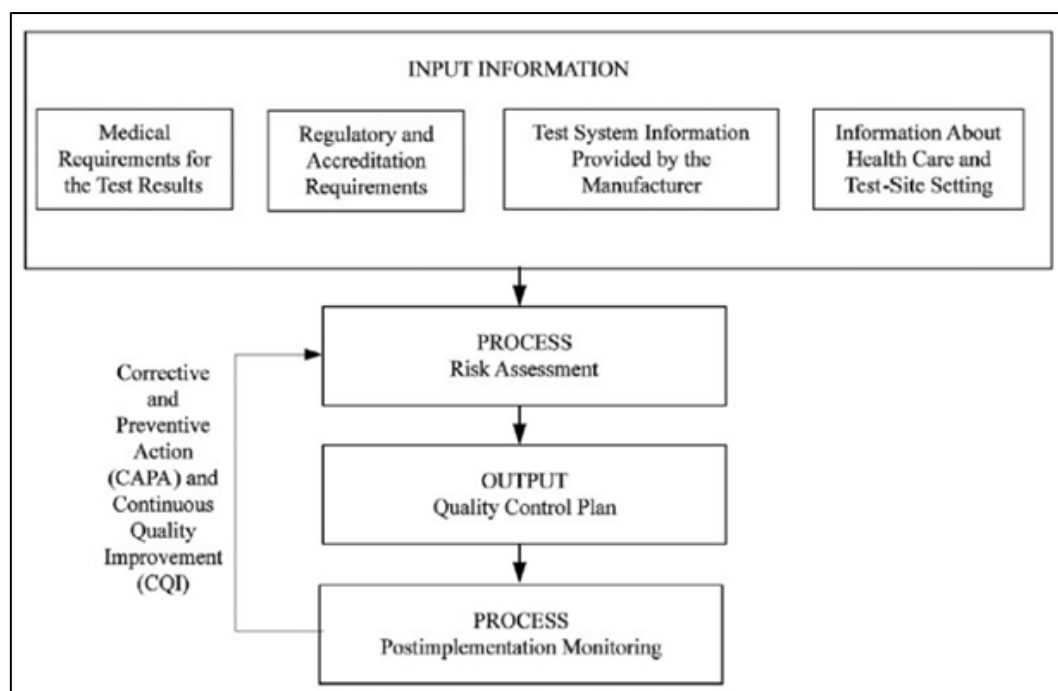 INPUT INFORMATION
Medical
Requirements for
the Test Results
Regulatory and
Accreditation
Requirements
Test System Information
Provided by the
Manufacturer
Information About
Health Care and
Test-Site Setting
PROCESS
Risk Assessment
Corrective
and
Preventive
Action
(CAPA) and
Continuous
Quality
Improvement
(CQI)
OUTPUT
Quality Control Plan
PROCESS
Postimplementation Monitoring